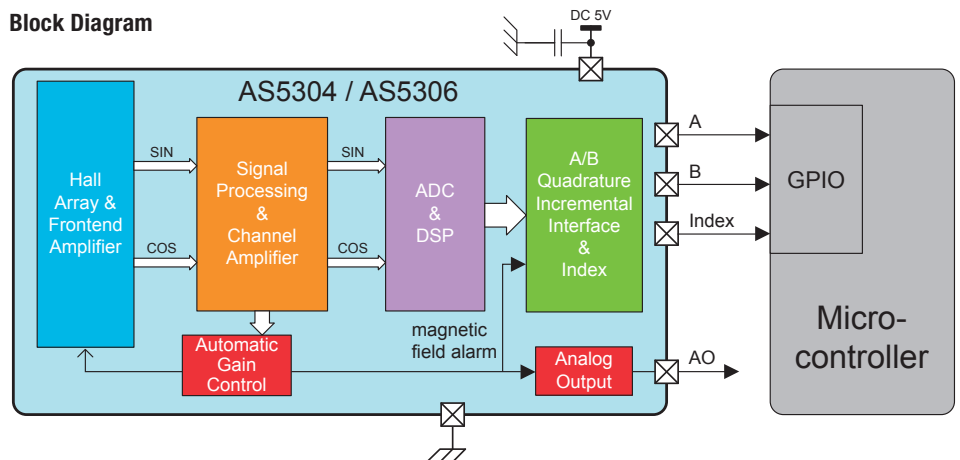 Block Diagram
DC 5V
AS5304 / AS5306
Hall
Array &
Frontend
Amplifier
SIN
COS
Signal
Processing
&
Channel
Amplifier
SIN
COS
ADC
&
DSP
A/B
Quadrature
Incremental
Interface
&
Index
A
B
Index
GPIO
Micro-
controller
Automatic
Gain
Control
magnetic
field alarm
Analog
Output
AO